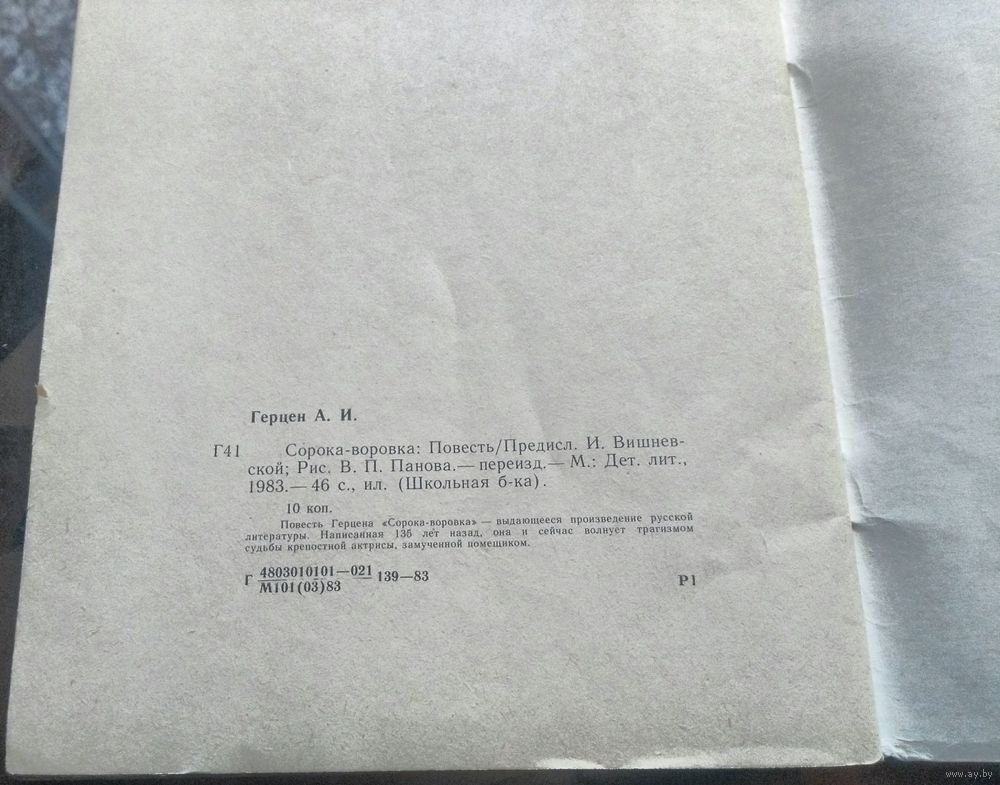 Герцен А. И.
Г41 Сорока-воровка: Повесть/Предисл. И. Вишнев-
ской; Рис. В. П. Панова.— переизд.— М.: Дет. лит.,
1983.— 46 с., ил. (Школьная б-ка).
10 коп.
Повесть Герцена «Сорока-воровка» — выдающееся произведение русской
литературы. Написанная 135 лет назад, она и сейчас волнует трагизмом
судьбы крепостной актрисы, замученной помещиком.
4803010101—021
Г 139—83 Р1
М101(03)83
www.ay.by